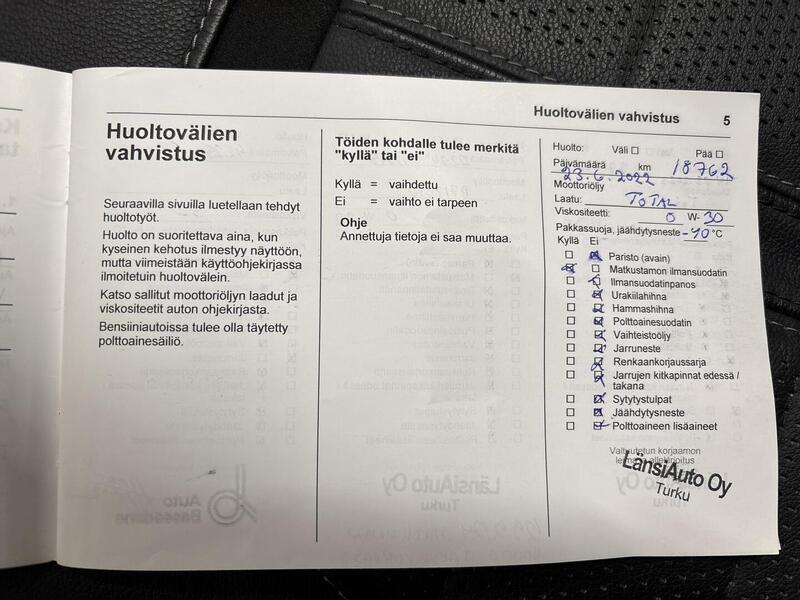 Huoltovälien vahvistus 5
Huoltovälien
vahvistus
Seuraavilla sivuilla luetellaan tehdyt
huoltotyöt.
Huolto on suoritettava aina, kun
kyseinen kehotus ilmestyy näyttöön,
mutta viimeistään käyttöohjekirjassa
ilmoitetuin huoltovälein.
Katso sallitut moottoriöljyn laadut ja
viskositeetit auton ohjekirjasta.
Bensiiniautoissa tulee olla täytetty
polttoainesäiliö.
Töiden kohdalle tulee merkitä
"kyllä" tai "ei"
Kyllä = vaihdettu
Ei = vaihto ei tarpeen
Ohje
Annettuja tietoja ei saa muuttaa.
Huolto: Väli Pää
Päivämäärä km 18762
23.6.2022
Moottoriöljy
Laatu: TOTAL
Viskositeetti: 0 W-30
Pakkassuoja, jäähdytysneste -40 °C
Kyllä Ei
Paristo (avain)
Matkustamon ilmansuodatin
Ilmansuodatinpanos
Urakiilahihna
Hammashihna
Polttoainesuodatin
Vaihteistoöljy
Jarruneste
Renkaankorjaussarja
Jarrujen kitkapinnat edessä /
takana
Sytytystulpat
Jäähdytysneste
Polttoaineen lisäaineet
Valtuutetun korjaamon
LänsiAuto Oy
Turku